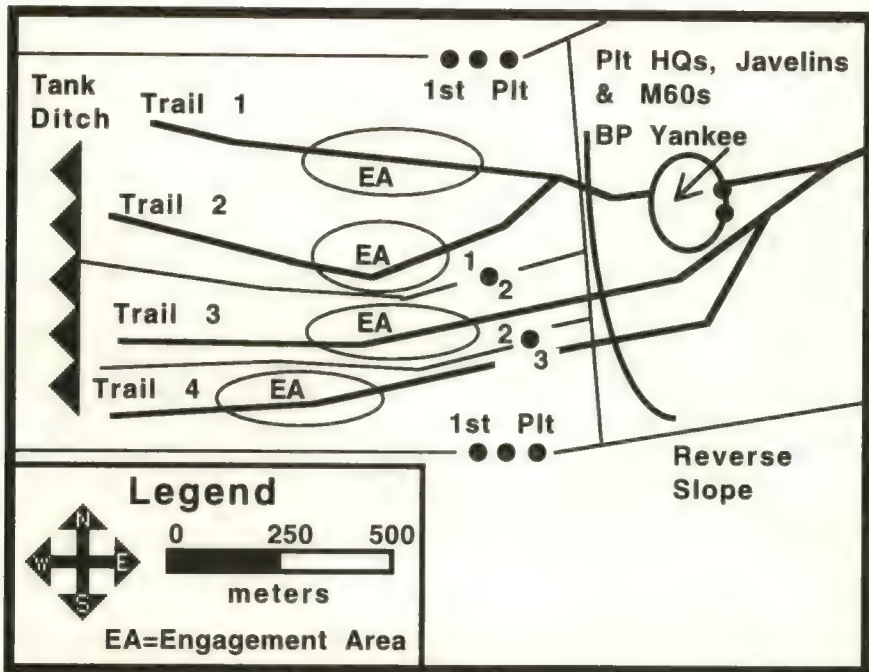 1st Plt
Plt HQs, Javelins
& M60s
BP Yankee
Tank
Ditch
Trail 1
EA
Trail 2
EA
1
2
Trail 3
EA
2
3
Trail 4
EA
1st Plt
Reverse
Slope
Legend
N
W E
S
0 250 500
meters
EA=Engagement Area